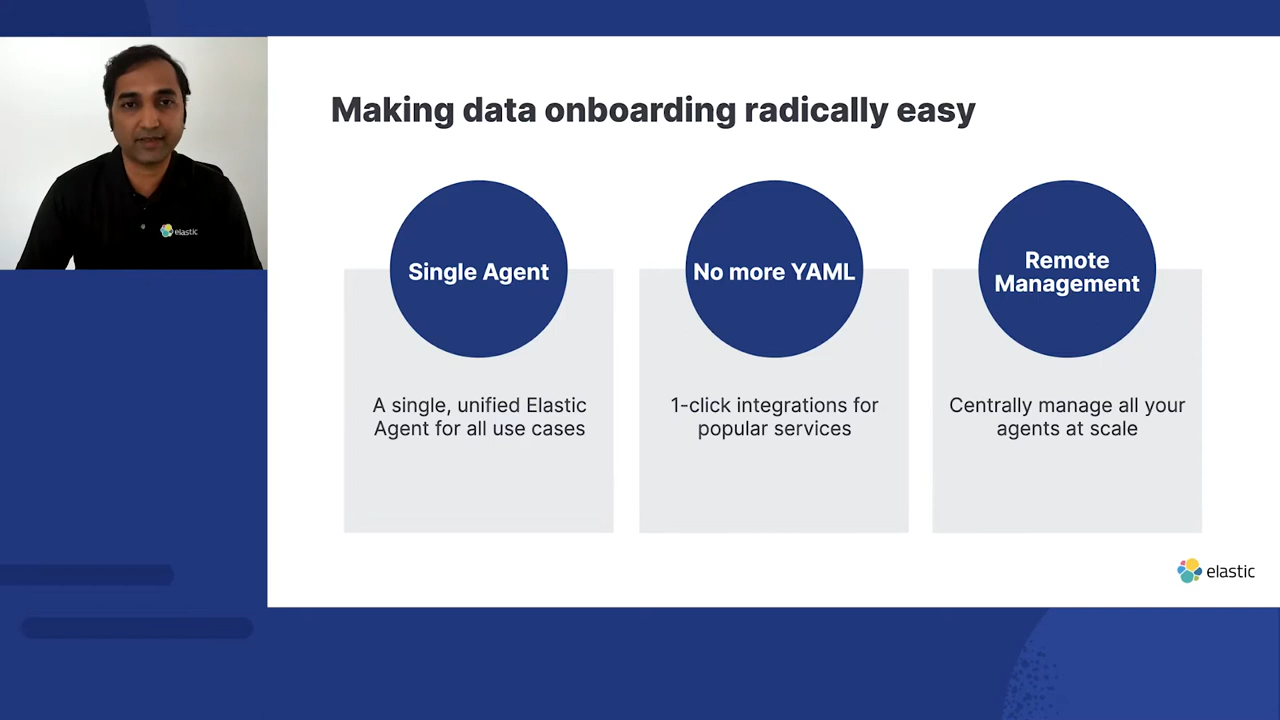 Making data onboarding radically easy
Single Agent
A single, unified Elastic
Agent for all use cases
No more YAML
1-click integrations for
popular services
Remote
Management
Centrally manage all your
agents at scale
elastic
elastic